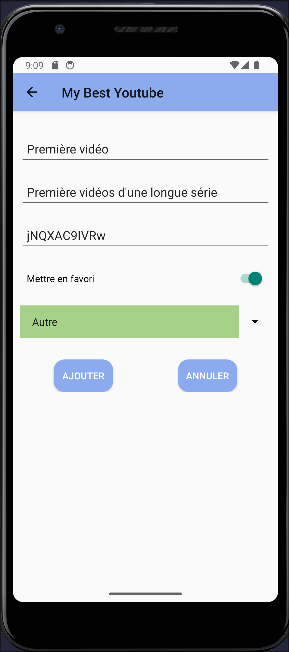 9:09
My Best Youtube
Première vidéo
Première vidéos d'une longue série
jNQXAC9IVRw
Mettre en favori
Autre
AJOUTER ANNULER